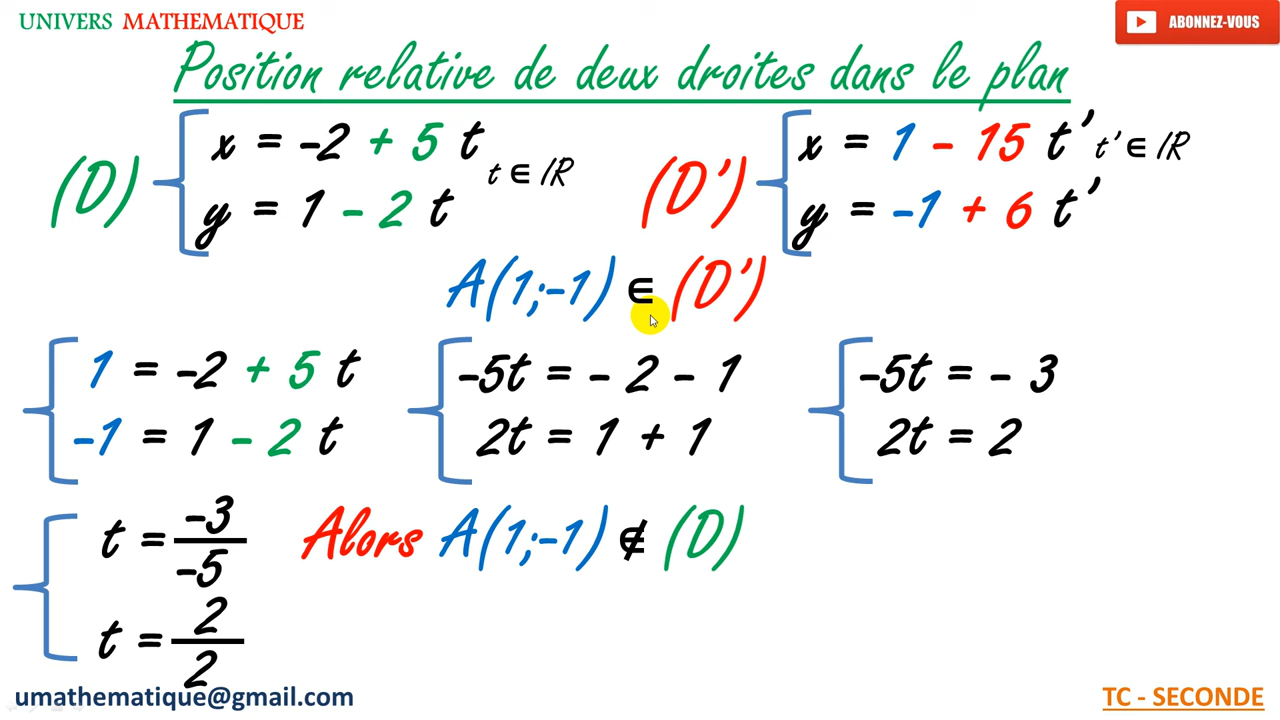 UNIVERS MATHEMATIQUE
ABONNEZ-VOUS
Position relative de deux droites dans le plan
(D) x = -2 + 5 t
y = 1 - 2 t
t ∈ IR
(D') x = 1 - 15 t'
y = -1 + 6 t'
t' ∈ IR
A(1;-1) ∈ (D')
1 = -2 + 5 t
-1 = 1 - 2 t
-5t = - 2 - 1
2t = 1 + 1
-5t = - 3
2t = 2
t = -3/-5
t = 2/2
Alors A(1;-1) ∉ (D)
umathematique@gmail.com
TC - SECONDE